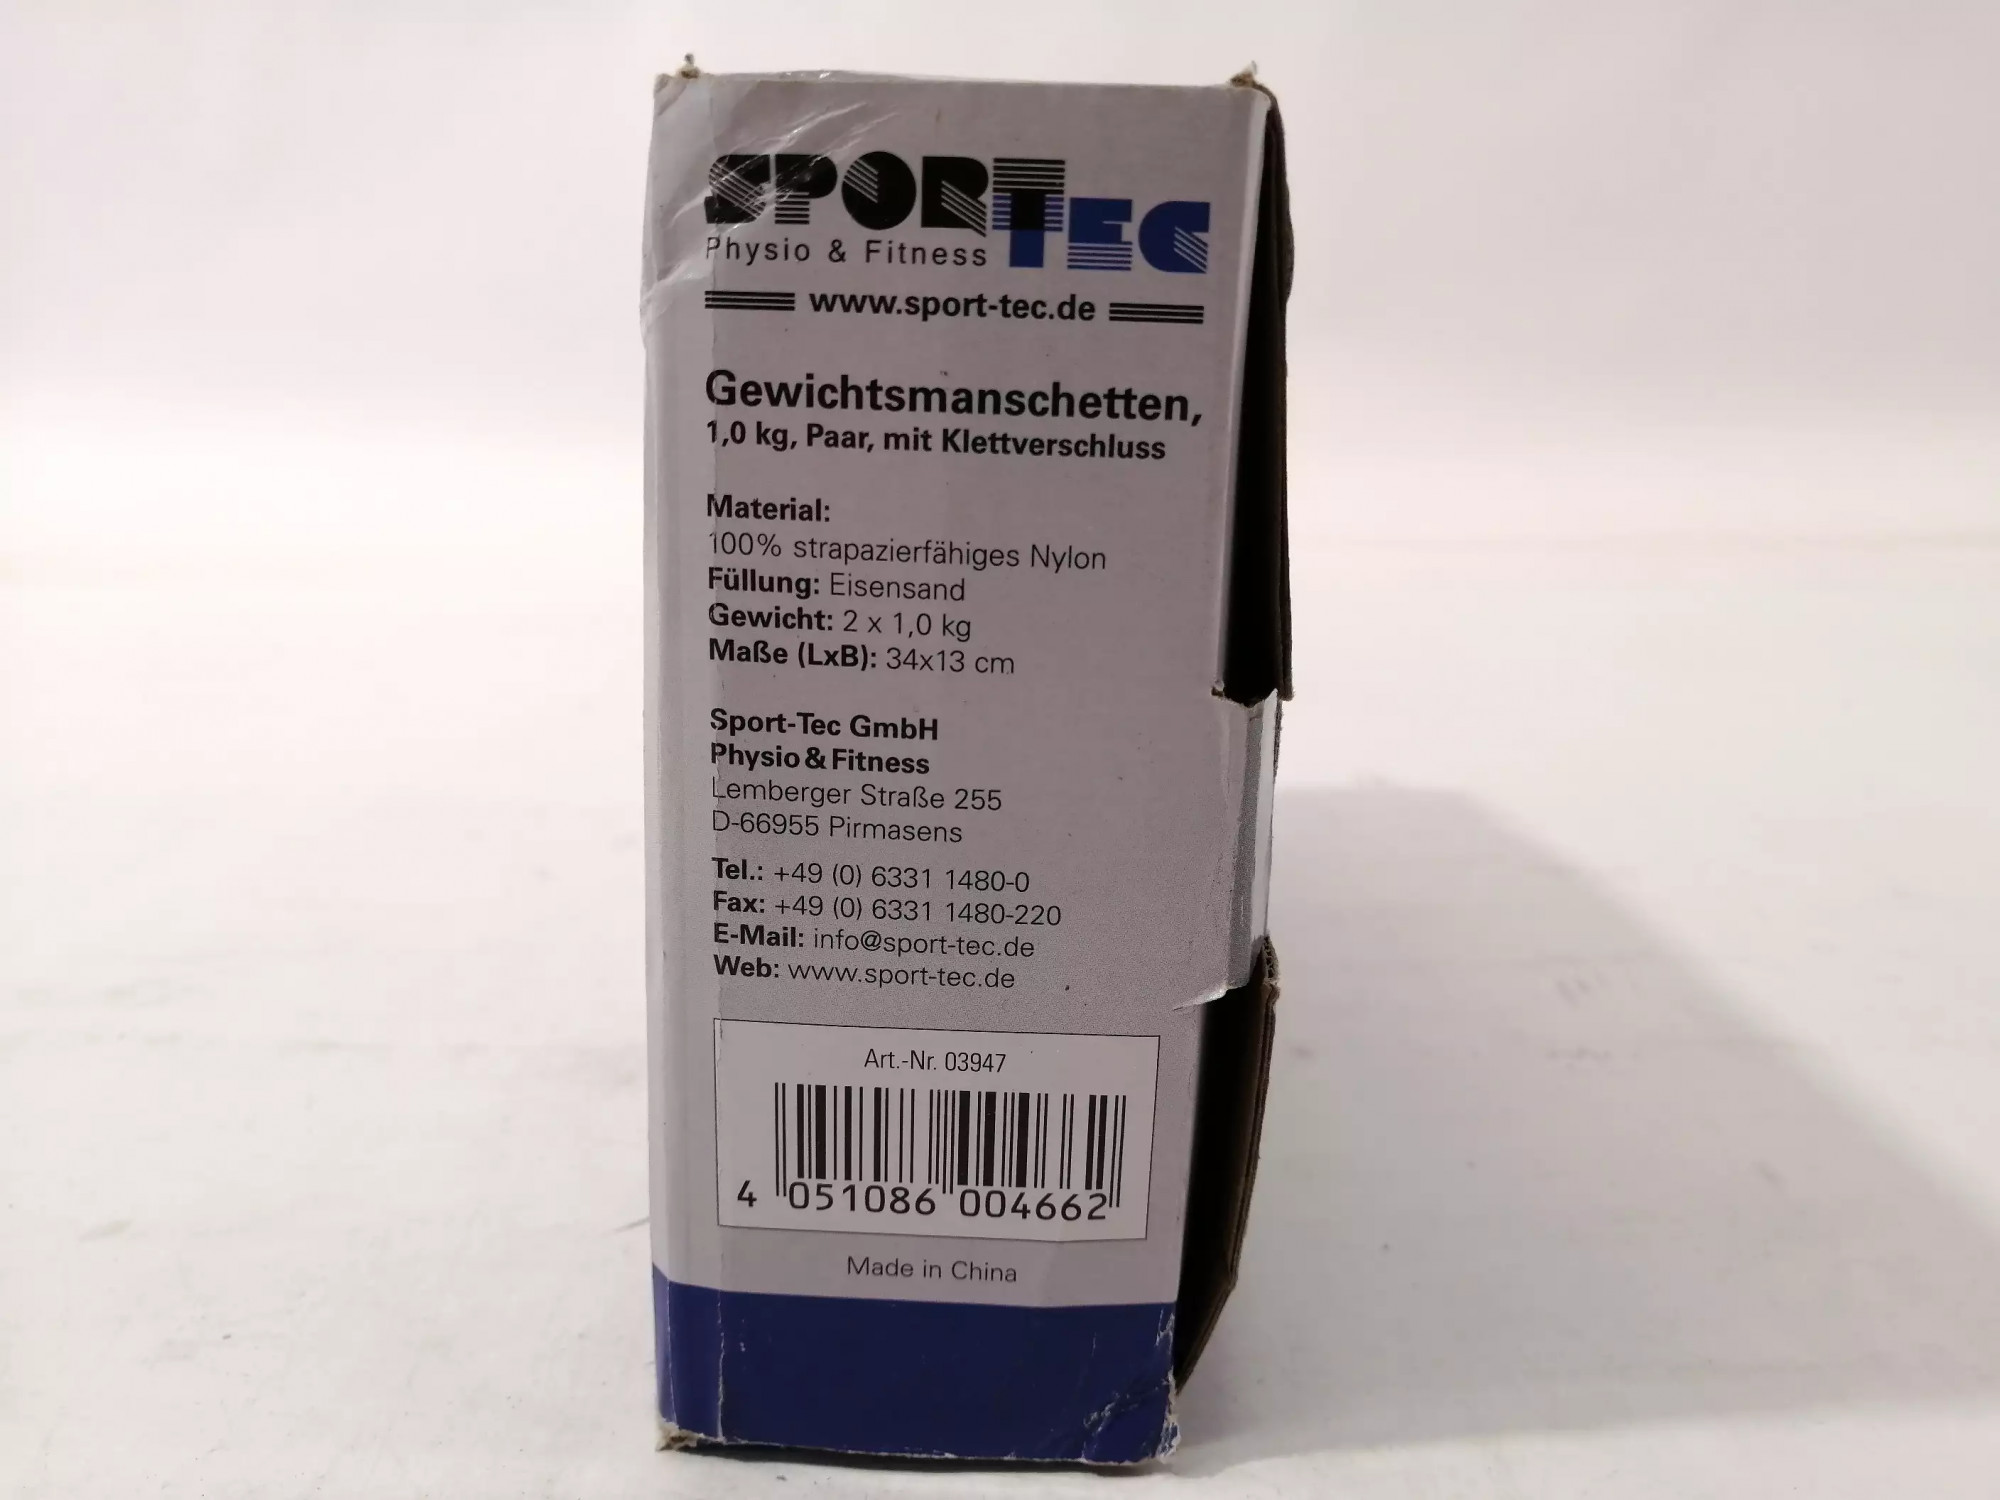 SPORTTEC
Physio & Fitness
www.sport-tec.de
Gewichtsmanschetten,
1,0 kg, Paar, mit Klettverschluss
Material:
100% strapazierfähiges Nylon
Füllung: Eisensand
Gewicht: 2 x 1,0 kg
Maße (LxB): 34x13 cm
Sport-Tec GmbH
Physio & Fitness
Lemberger Straße 255
D-66955 Pirmasens
Tel.: +49 (0) 6331 1480-0
Fax: +49 (0) 6331 1480-220
E-Mail: info@sport-tec.de
Web: www.sport-tec.de
Art.-Nr. 03947
4 051086 004662
Made in China